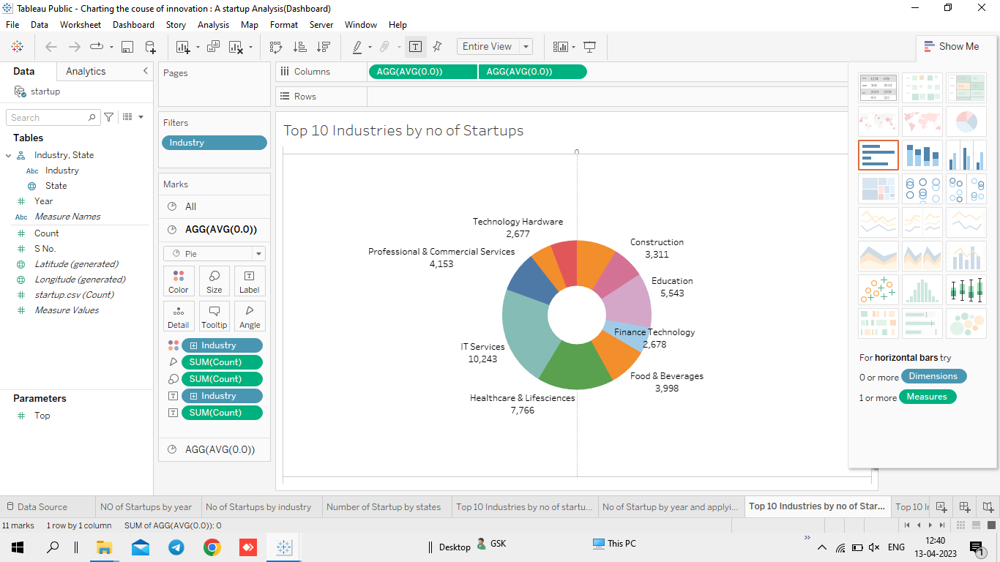 Tableau Public - Charting the couse of innovation : A startup Analysis(Dashboard)
File Data Worksheet Dashboard Story Analysis Map Format Server Window Help
Entire View
Show Me
Data Analytics
startup
Search
Tables
Industry, State
Abc Industry
State
Year
Abc Measure Names
Count
S No.
Latitude (generated)
Longitude (generated)
startup.csv (Count)
Measure Values
Parameters
Top
Pages
Filters
Industry
Marks
All
AGG(AVG(0.0))
Pie
Color Size Label
Detail Tooltip Angle
Industry
SUM(Count)
SUM(Count)
Industry
SUM(Count)
AGG(AVG(0.0))
Columns AGG(AVG(0.0)) AGG(AVG(0.0))
Rows
Top 10 Industries by no of Startups
0
Technology Hardware
2,677
Construction
3,311
Professional & Commercial Services
4,153
Education
5,543
Finance Technology
2,678
IT Services
10,243
Food & Beverages
3,998
Healthcare & Lifesciences
7,766
For horizontal bars try
0 or more Dimensions
1 or more Measures
Data Source NO of Startups by year No of Startups by industry Number of Startup by states Top 10 Industries by no of startu... No of Startup by year and applyi... Top 10 Industries by no of Star... Top 10 I
11 marks 1 row by 1 column SUM of AGG(AVG(0.0)): 0
Desktop GSK This PC ENG
12:40
13-04-2023
1